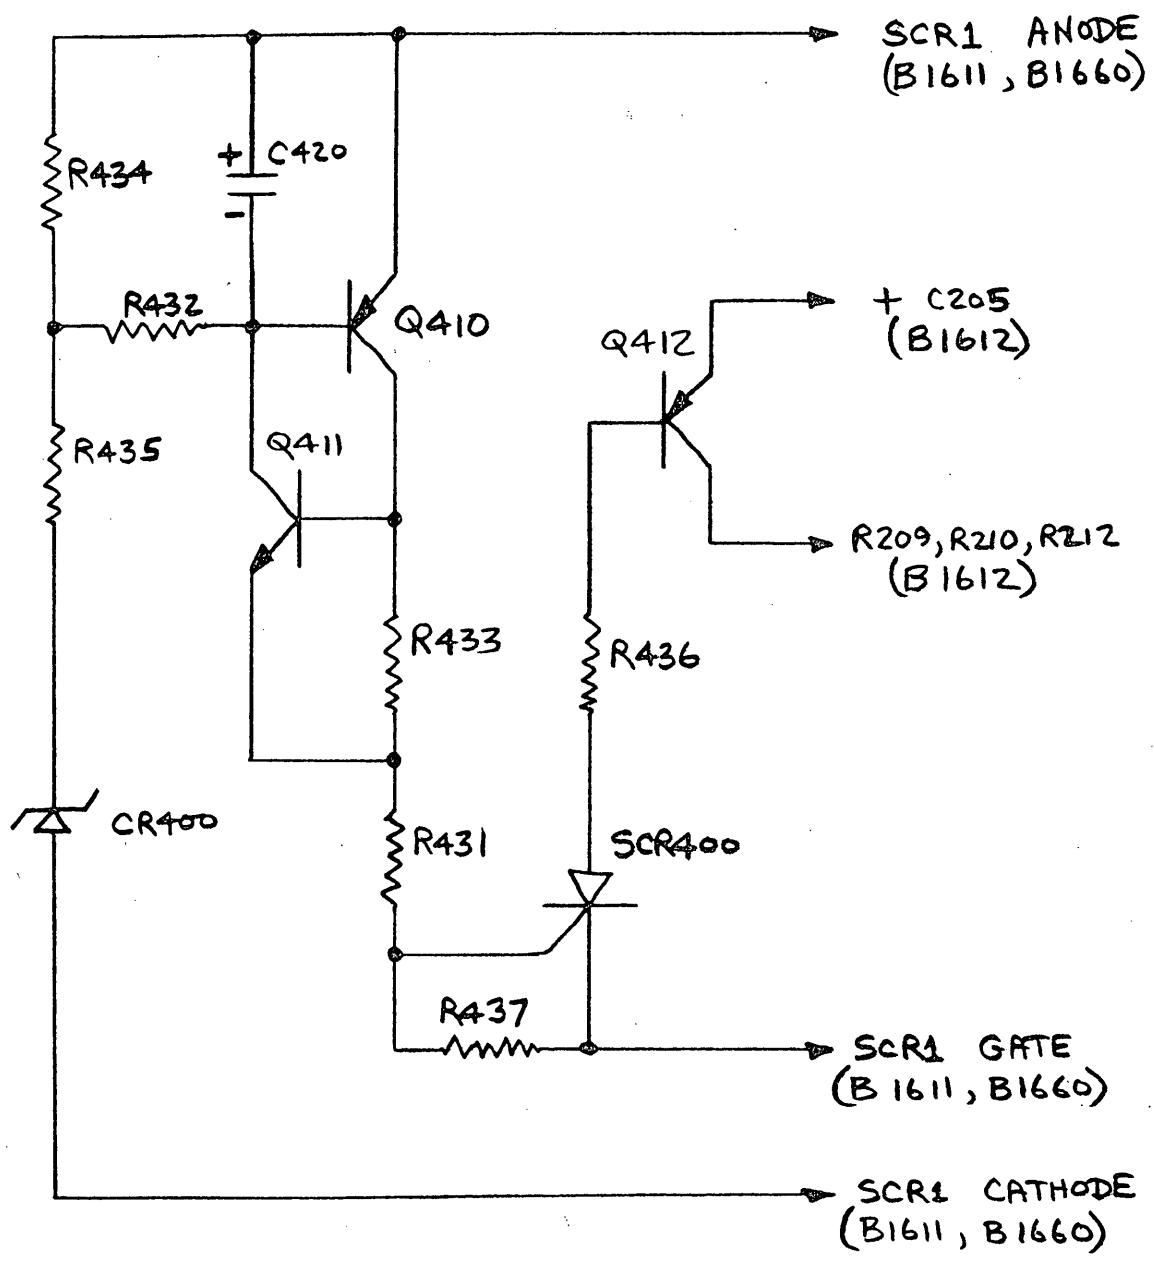 SCR1 ANODE
(B1611, B1660)
+ C420
-
R434
R432
Q410
+ C205
(B1612)
Q412
Q411
R435
R209, R210, R212
(B1612)
R433
R436
CR400
R431
SCR400
R437
SCR1 GATE
(B1611, B1660)
SCR1 CATHODE
(B1611, B1660)